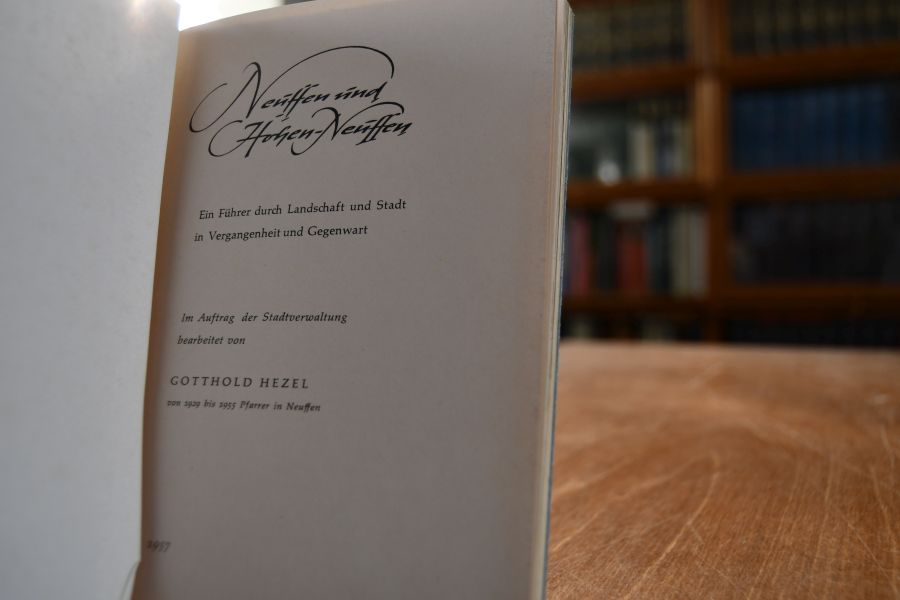 Neuffen und
Hohen-Neuffen
Ein Führer durch Landschaft und Stadt
in Vergangenheit und Gegenwart
Im Auftrag der Stadtverwaltung
bearbeitet von
GOTTHOLD HEZEL
von 1929 bis 1955 Pfarrer in Neuffen
1957